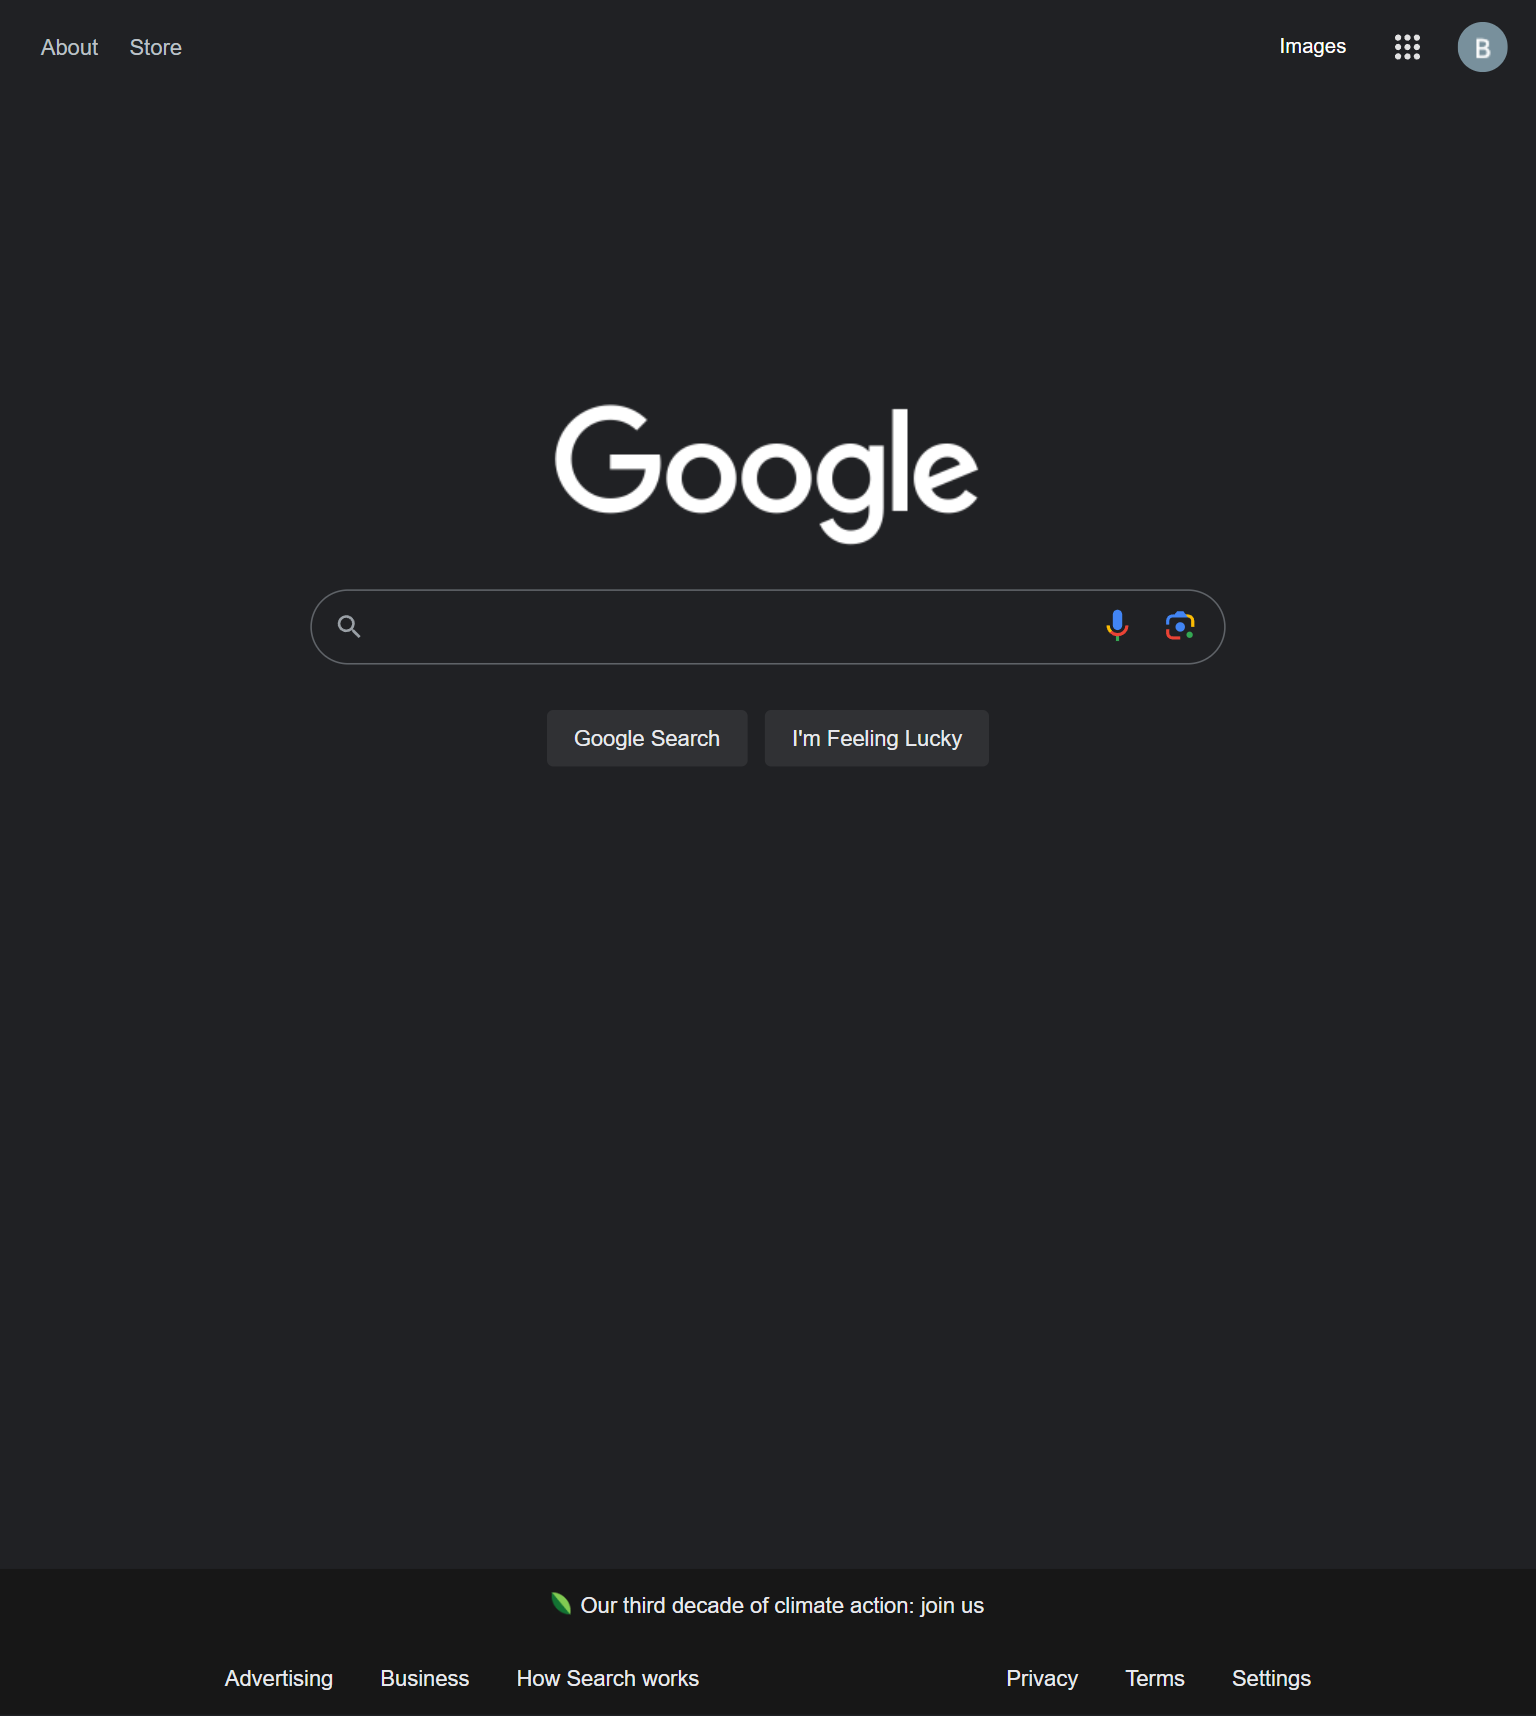 About Store Images B
Google
Google Search I'm Feeling Lucky
Our third decade of climate action: join us
Advertising Business How Search works Privacy Terms Settings